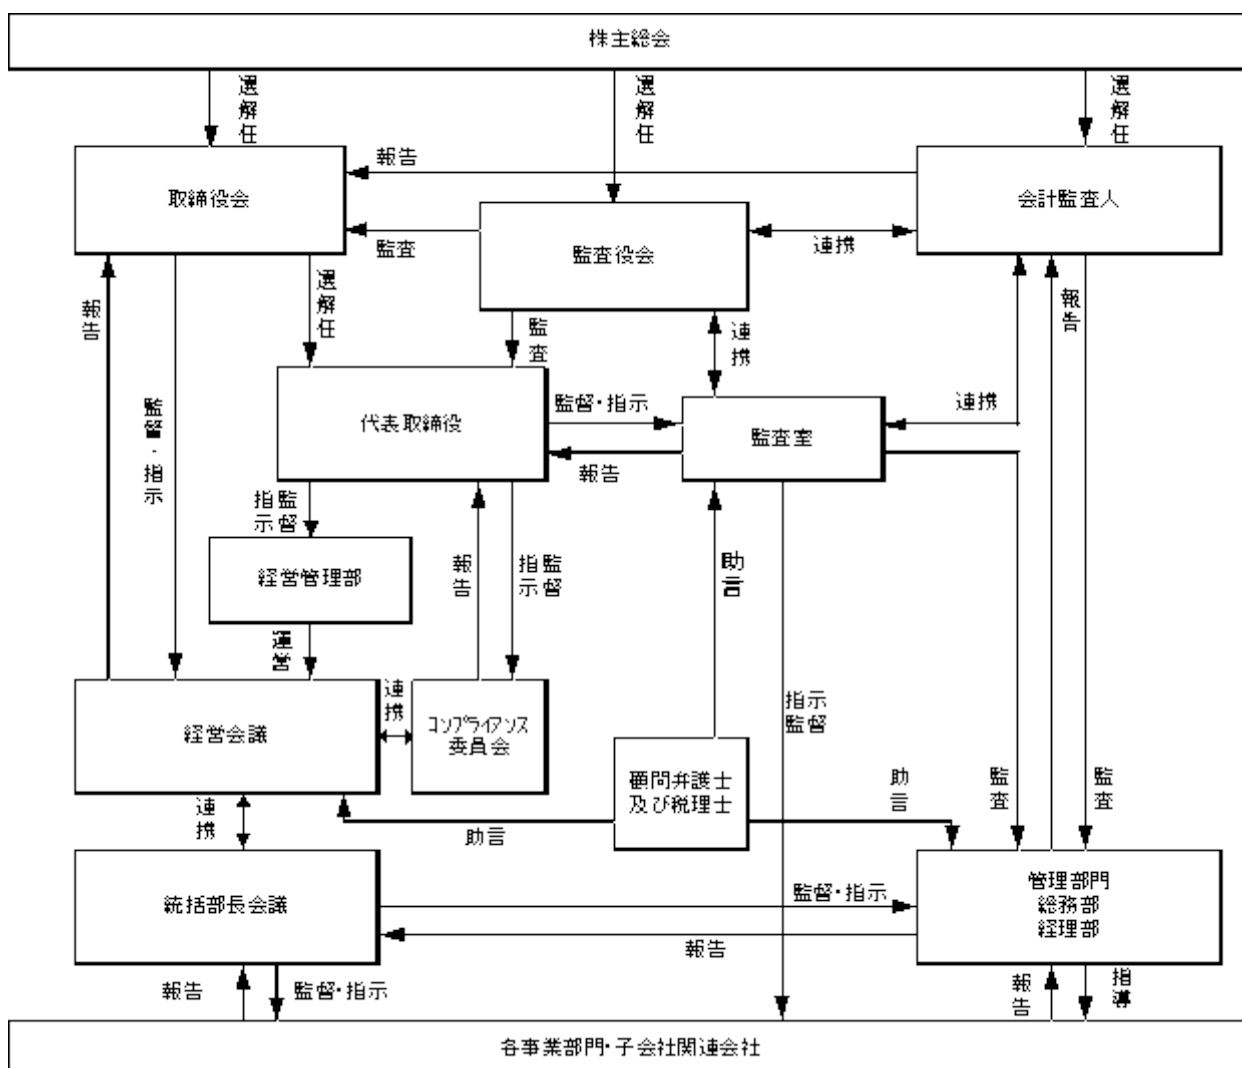 株主総会
選解任
選解任
選解任
報告
取締役会
会計監査人
監査
監査役会
連携
報告
選解任
監査
連携
報告
監督・指示
代表取締役
監督・指示
監査室
連携
報告
指示
監督
経営管理部
報告
指示
監督
助言
運営
経営会議
連携
コンプライアンス
委員会
指示
監督
顧問弁護士
及び税理士
助言
監査
監査
連携
助言
統括部長会議
監督・指示
管理部門
総務部
経理部
報告
報告
監督・指示
報告
指導
各事業部門・子会社関連会社